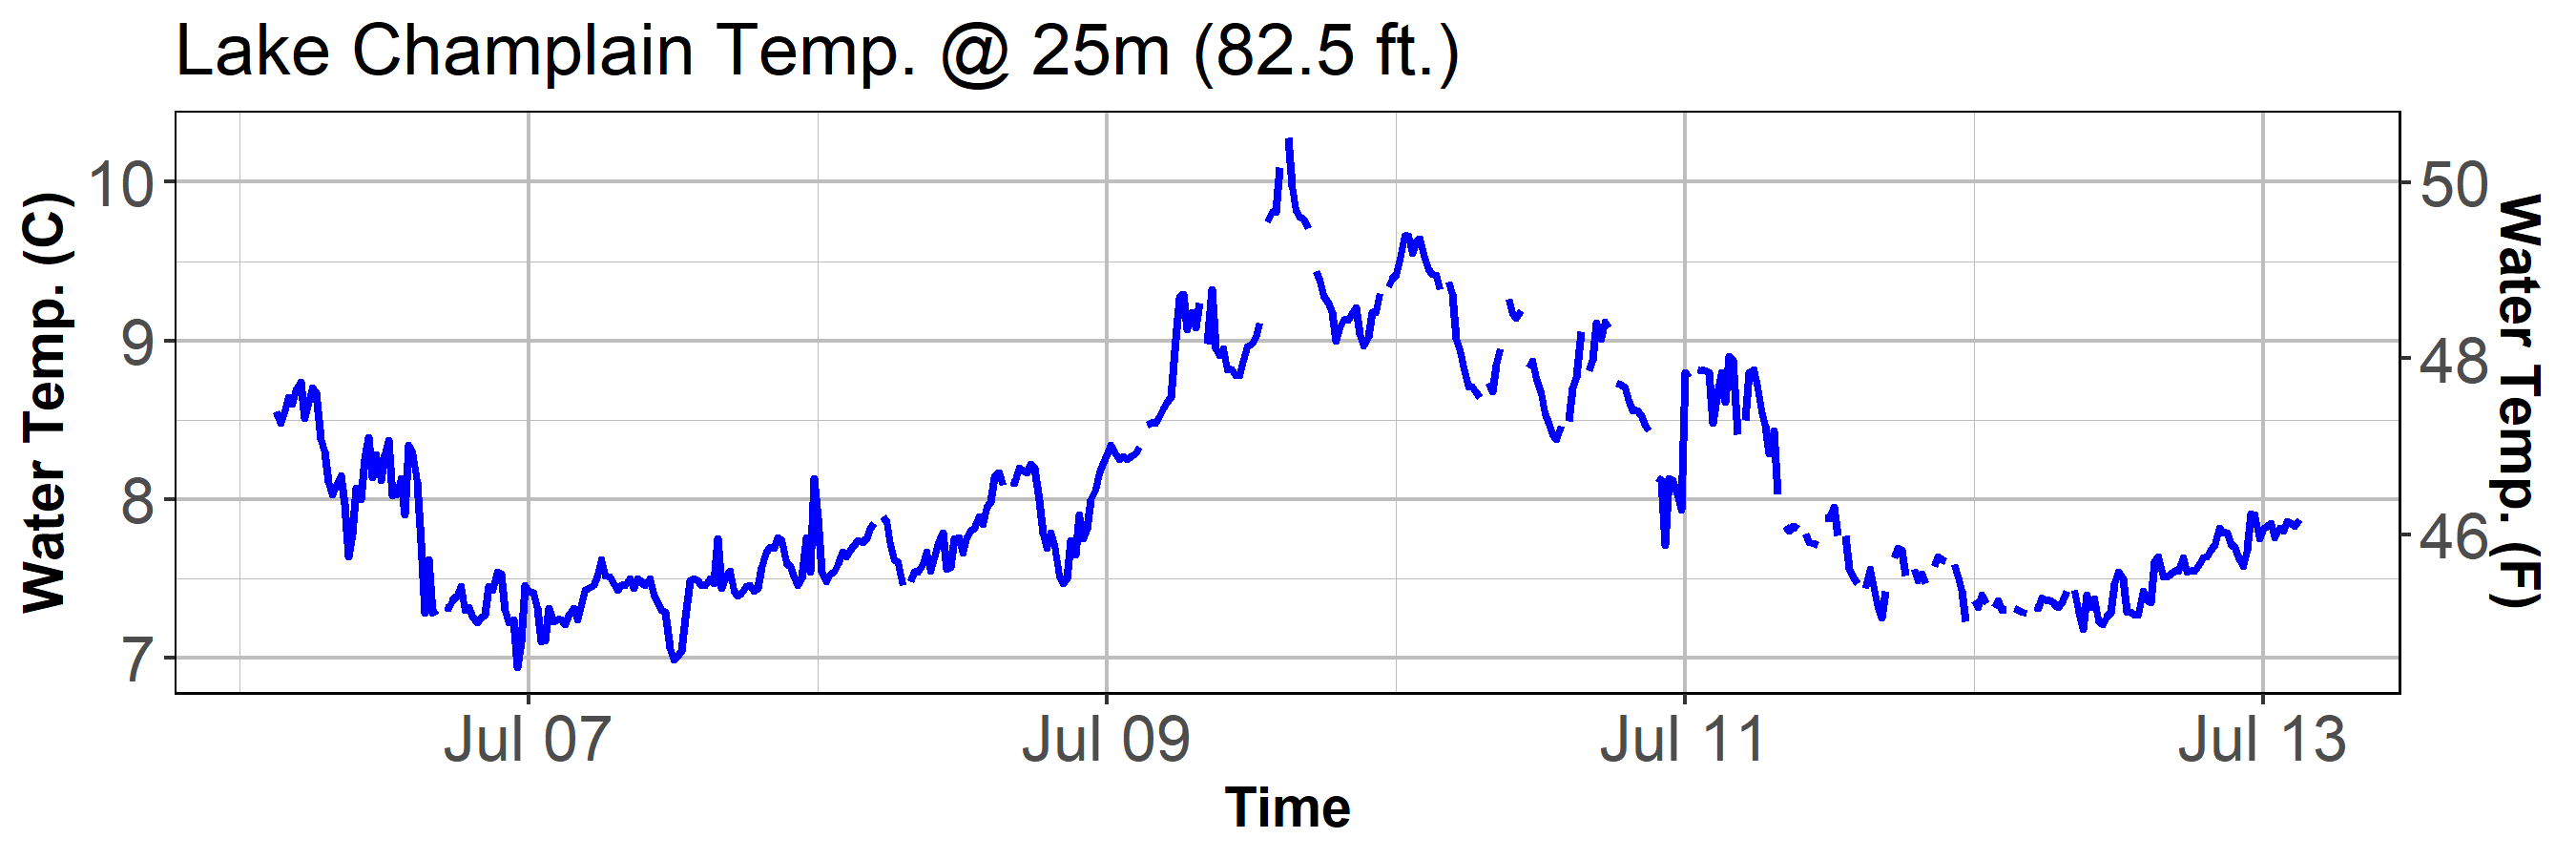 Lake Champlain Temp. @ 25m (82.5 ft.)
Water Temp. (C)
10
9
8
7
50
48
46
Water Temp. (F)
Jul 07 Jul 09 Jul 11 Jul 13
Time